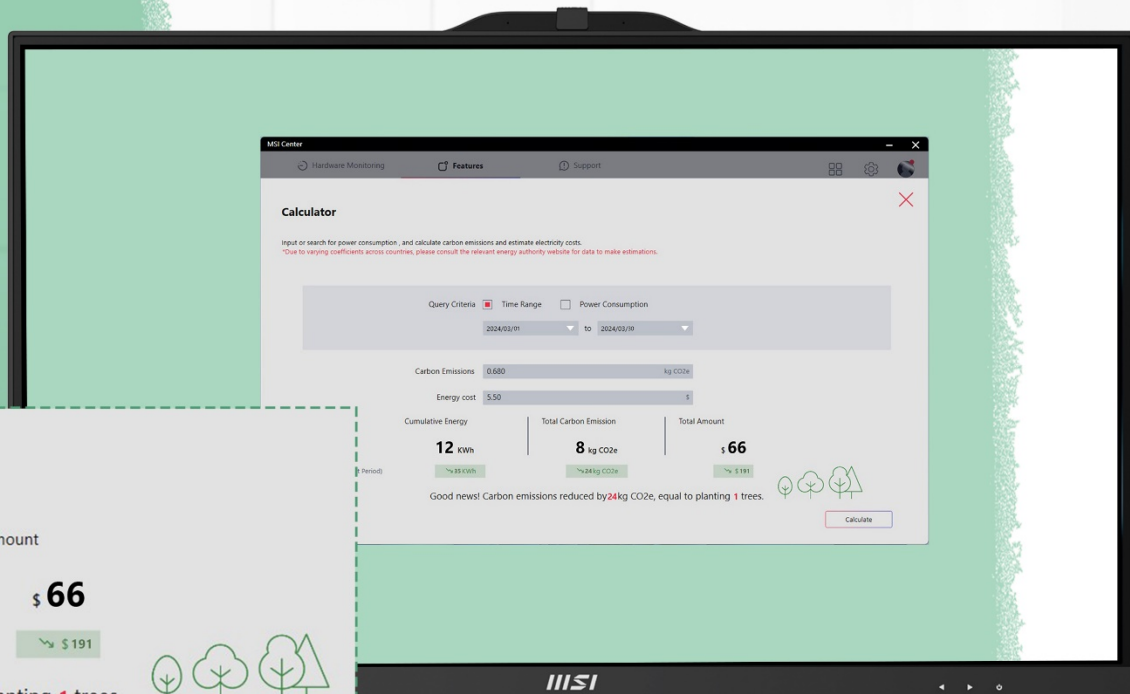 MSI Center
Hardware Monitoring Features Support
Calculator
Input or search for power consumption , and calculate carbon emissions and estimate electricity costs.
*Due to varying coefficients across countries, please consult the relevant energy authority website for data to make estimations.
Query Criteria Time Range Power Consumption
2024/03/01 to 2024/03/10
Carbon Emissions 0.680 kg CO2e
Energy cost 5.50 $
Cumulative Energy Total Carbon Emission Total Amount
12 KWh 8 kg CO2e $ 66
Period) 35 KWh 24 kg CO2e $ 191
Good news! Carbon emissions reduced by24kg CO2e, equal to planting 1 trees.
Calculate
$ 66
$ 191
1 trees.
msi